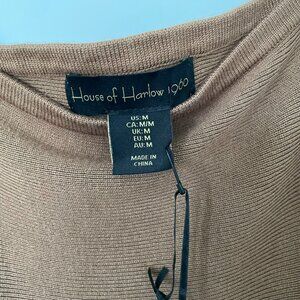 House of Harlow 1960
US:M
CA:M/M
UK:M
EU:M
AU:M
MADE IN
CHINA